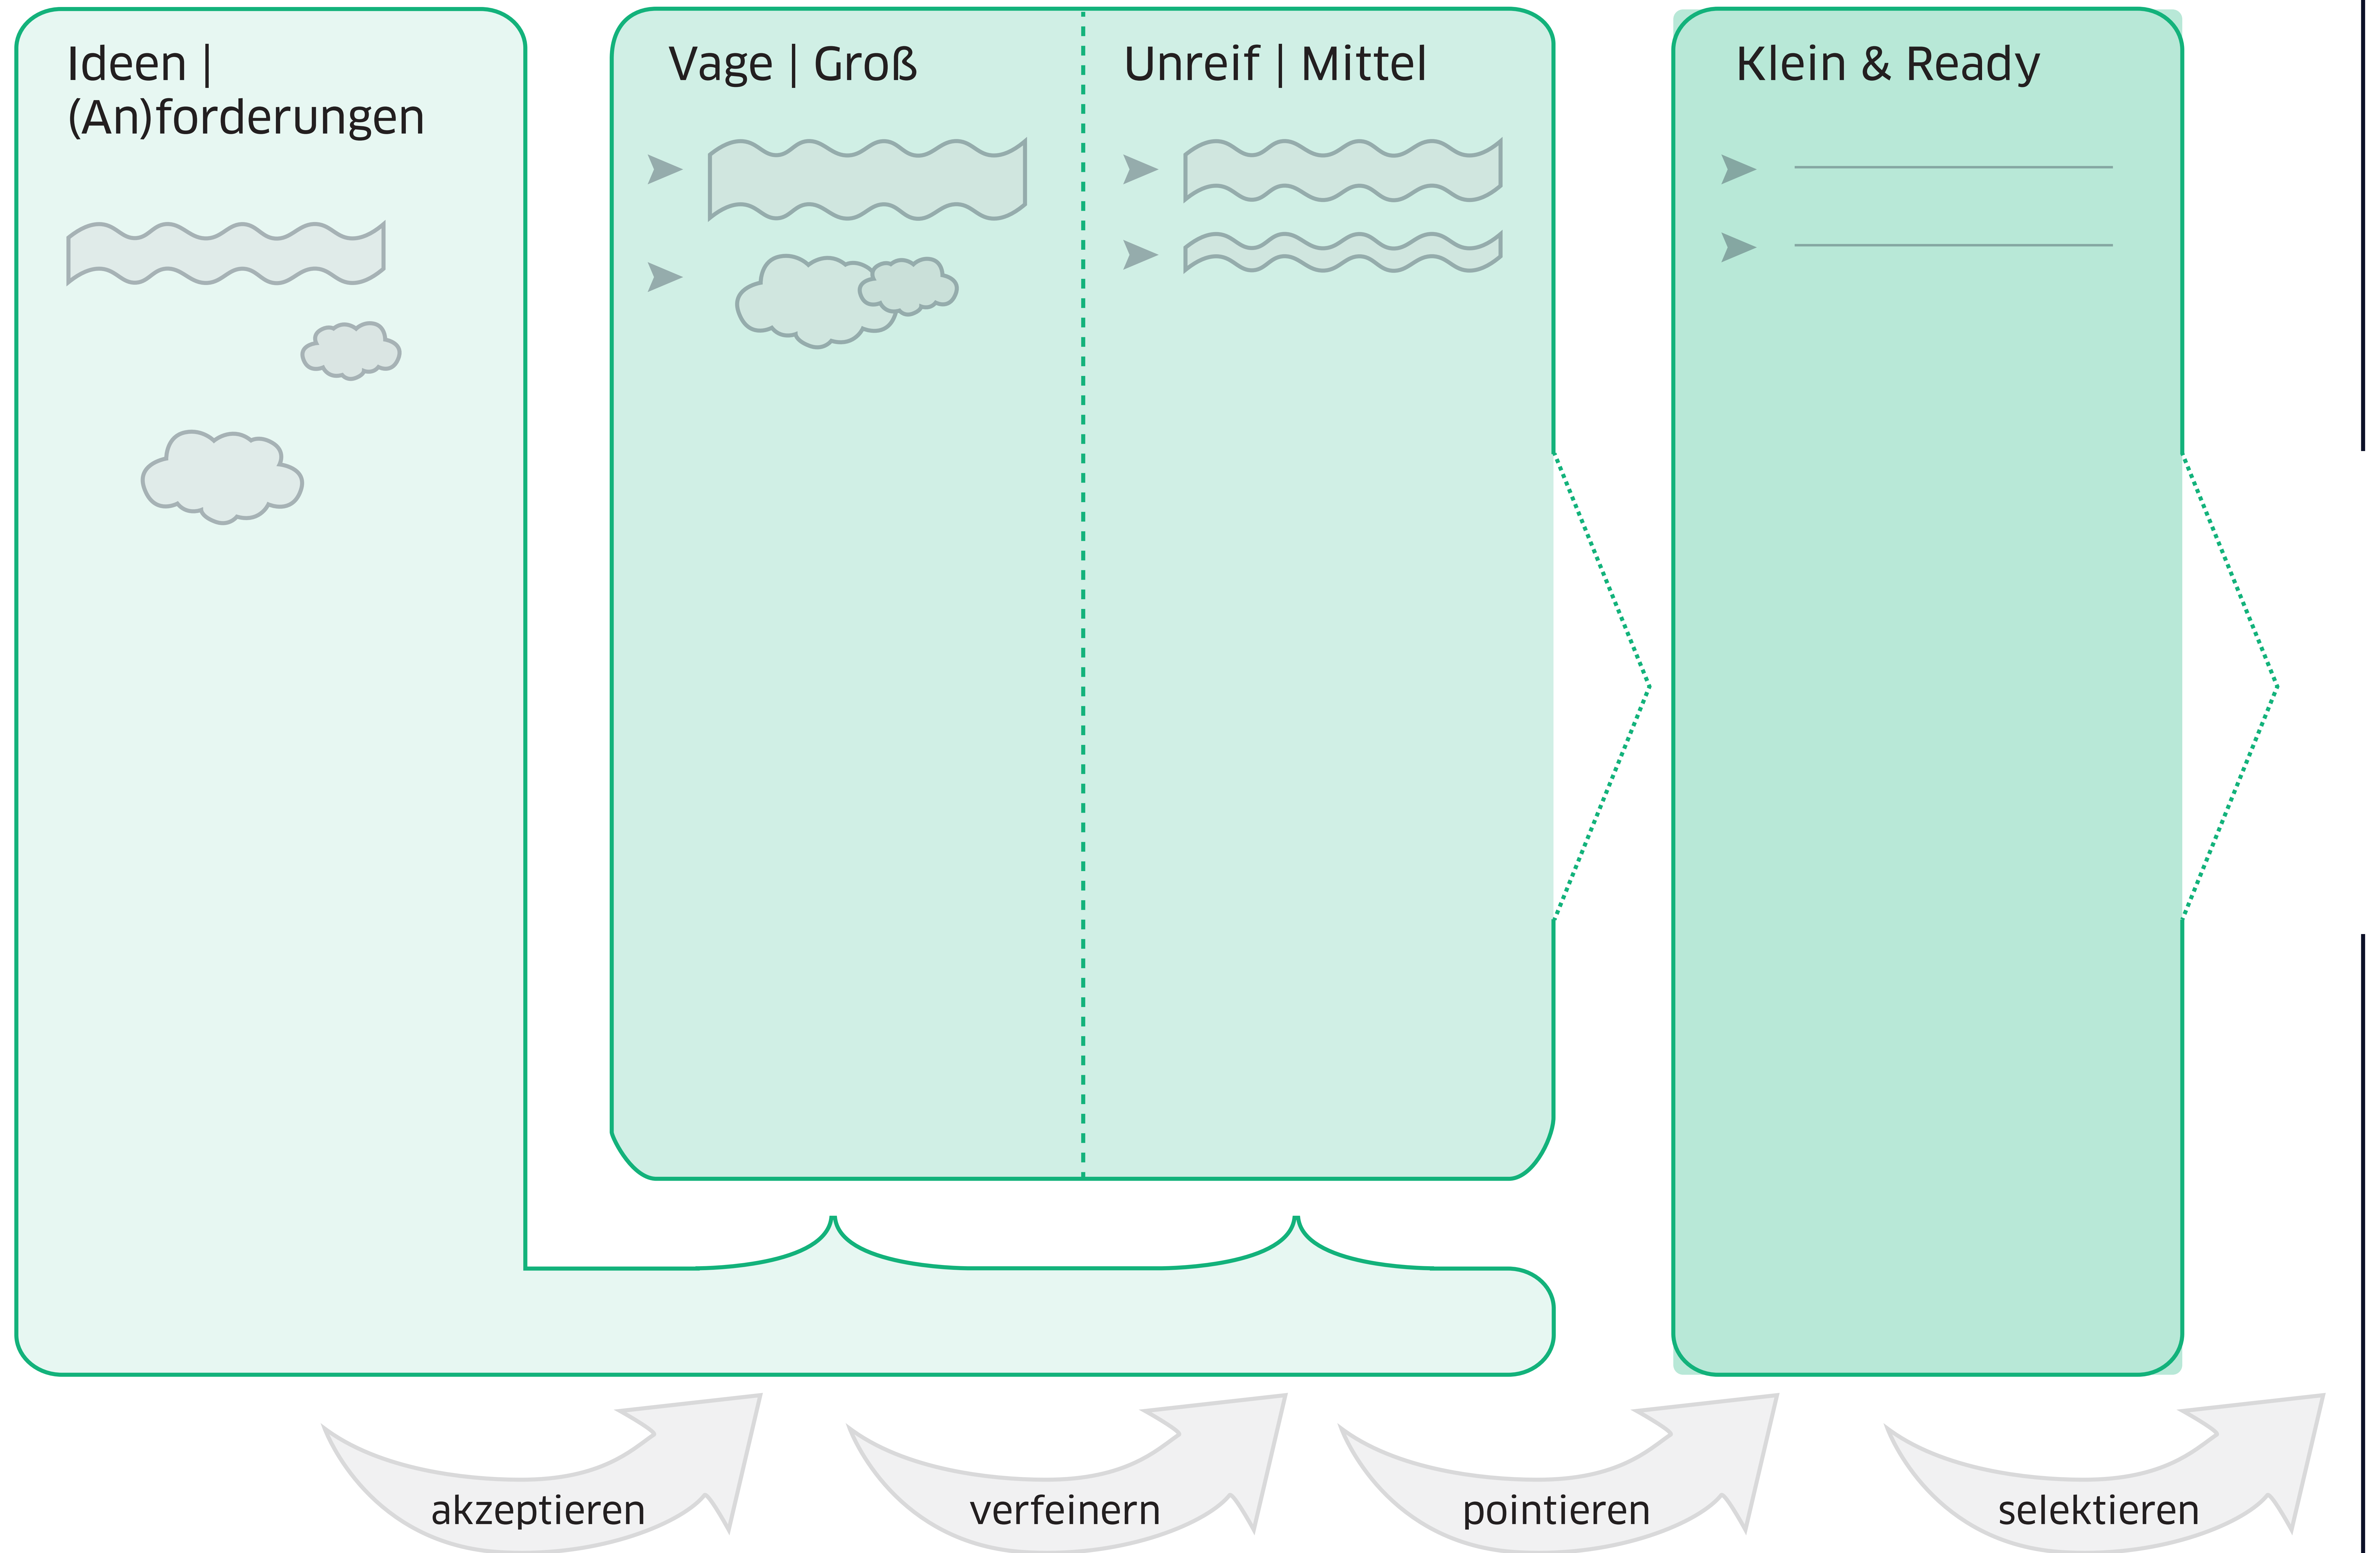 Ideen |
(An)forderungen
Vage | Groß
Unreif | Mittel
Klein & Ready
akzeptieren
verfeinern
pointieren
selektieren